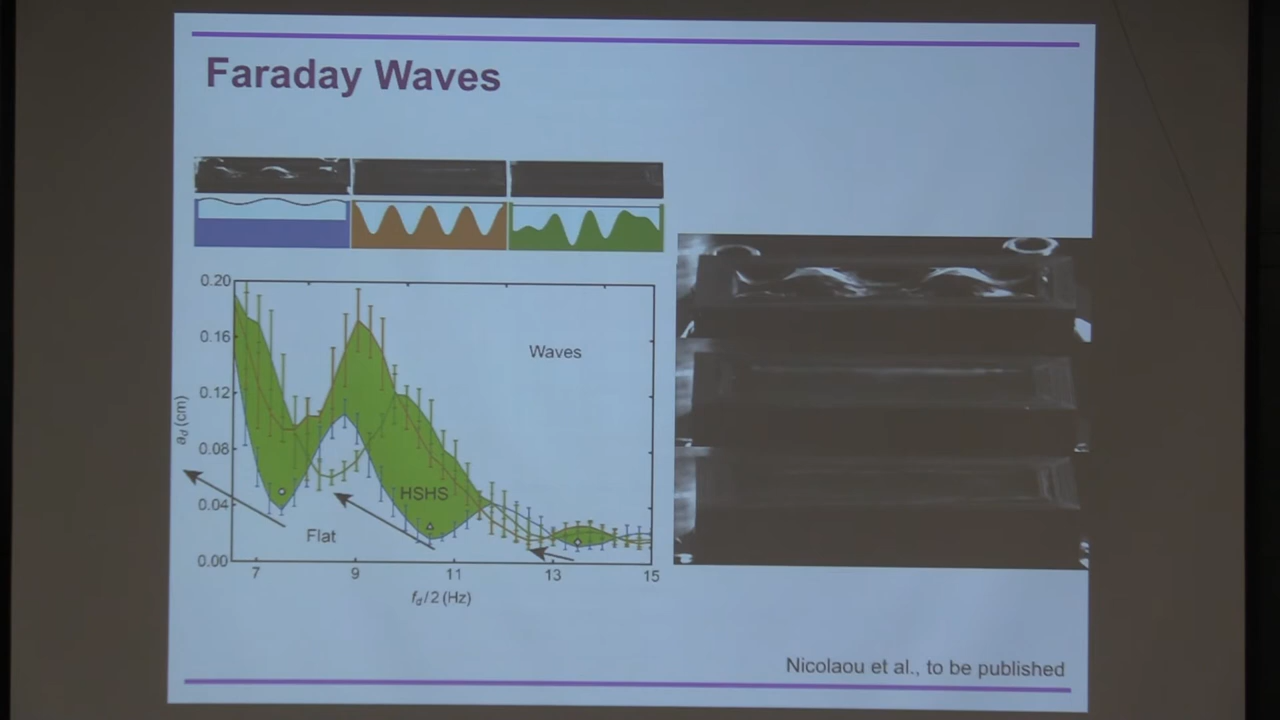 Faraday Waves
0.20
0.16
0.12
0.08
0.04
0.00
a_d (cm)
Waves
HSHS
Flat
7
9
11
13
15
f_d/2 (Hz)
Nicolaou et al., to be published